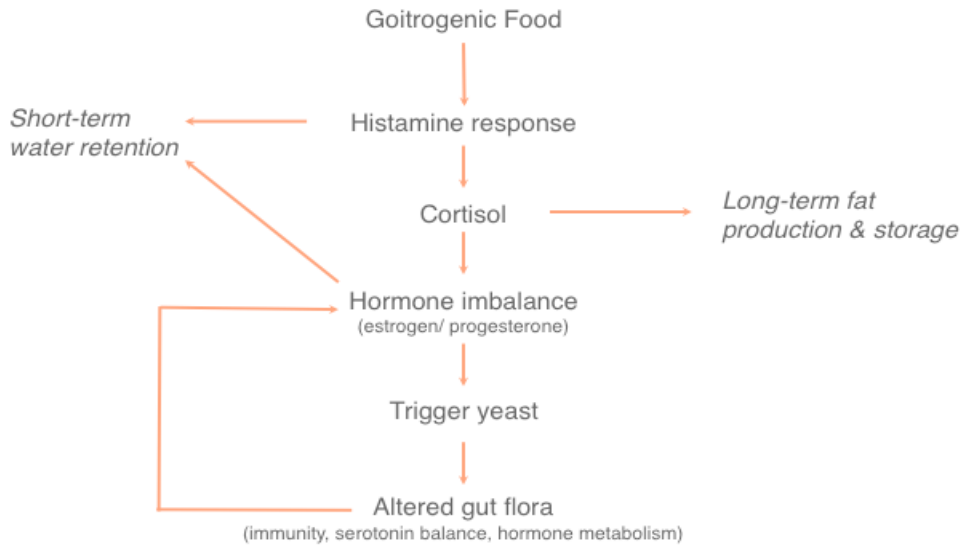 Goitrogenic Food
Short-term
water retention
Histamine response
Cortisol
Long-term fat
production & storage
Hormone imbalance
(estrogen/ progesterone)
Trigger yeast
Altered gut flora
(immunity, serotonin balance, hormone metabolism)